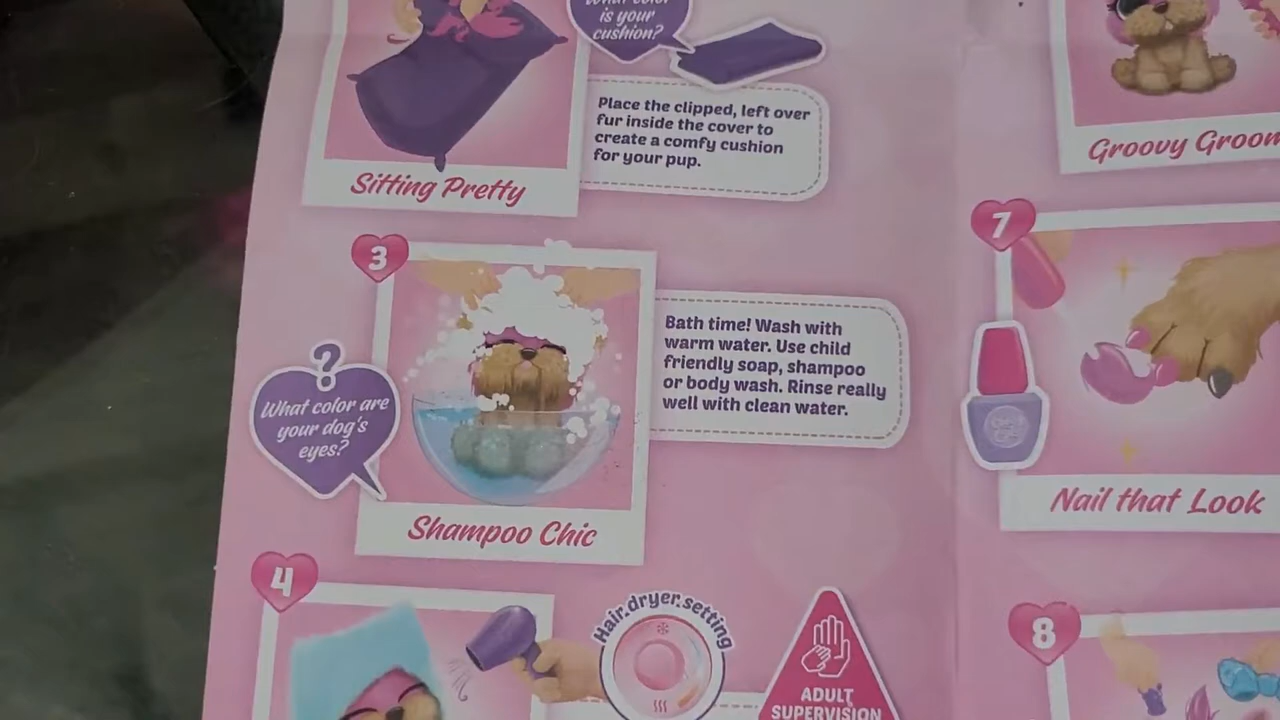 What color
is your
cushion?
Place the clipped, left over
fur inside the cover to
create a comfy cushion
for your pup.
Sitting Pretty
3
What color are
your dog's
eyes?
?
Bath time! Wash with
warm water. Use child
friendly soap, shampoo
or body wash. Rinse really
well with clean water.
Shampoo Chic
4
Hair dryer setting
ADULT
SUPERVISION
Groovy
7
Nail that Look
8